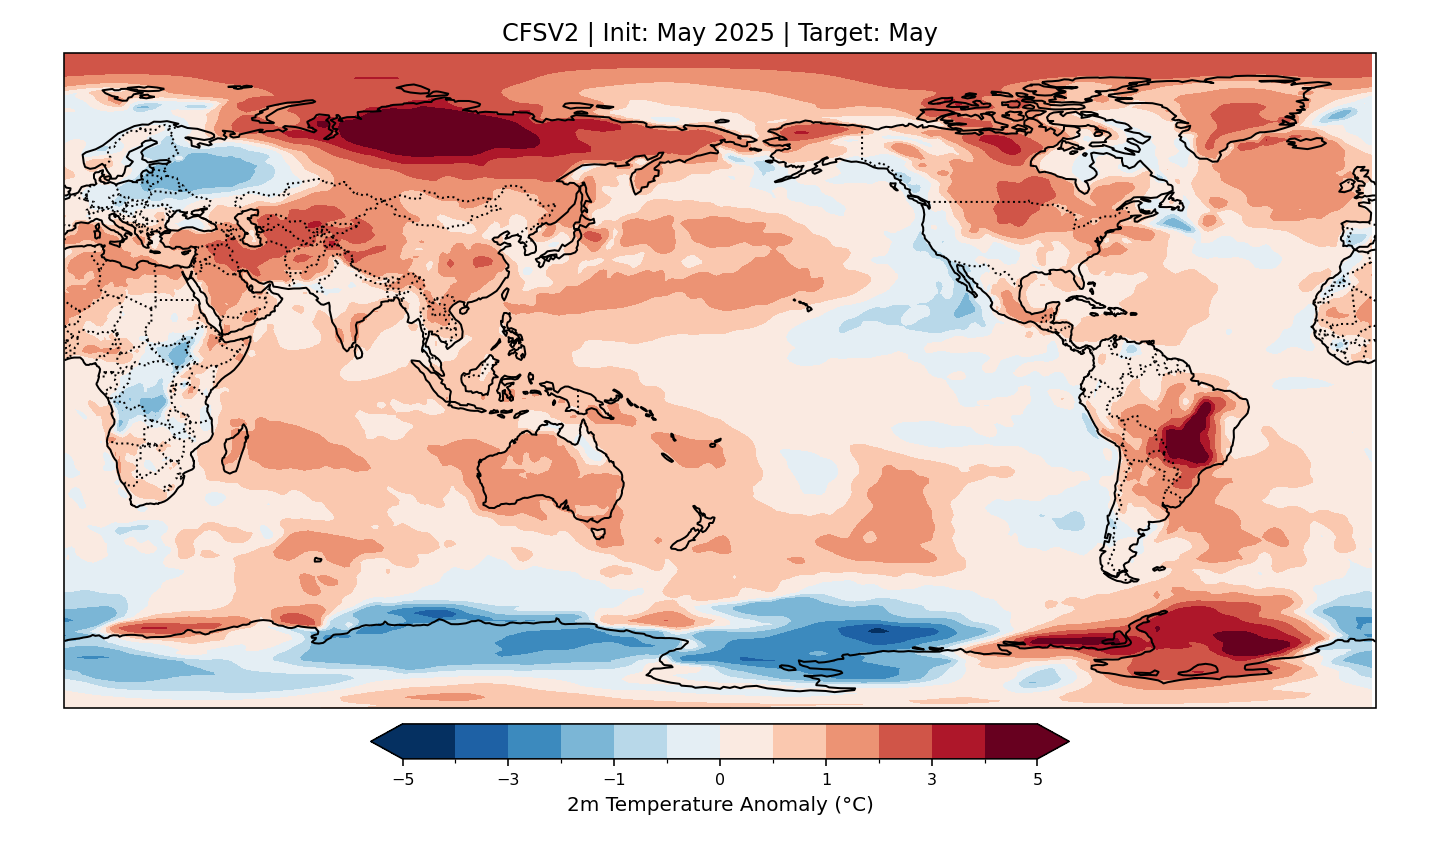 CFSV2 | Init: May 2025 | Target: May
−5 −3 −1 0 1 3 5
2m Temperature Anomaly (°C)